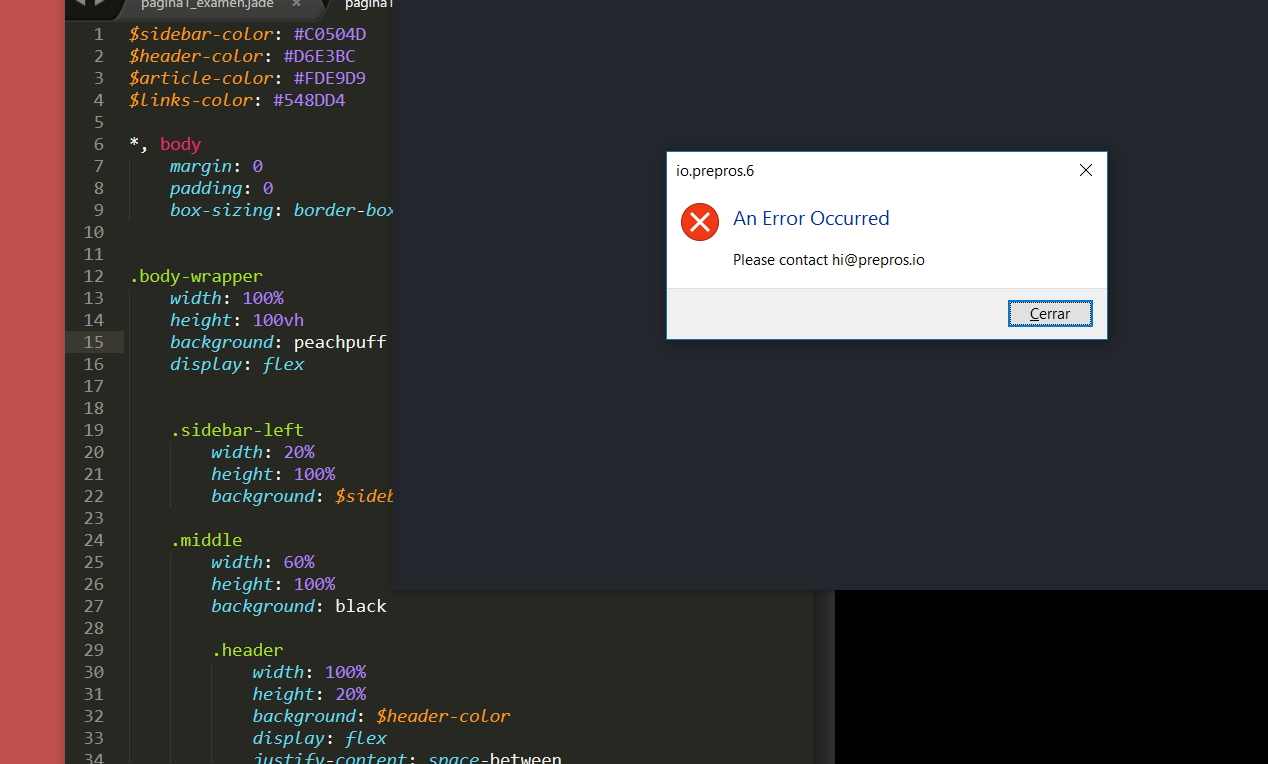 pagina1_examen.jade × pagina1
1 $sidebar-color: #C0504D
2 $header-color: #D6E3BC
3 $article-color: #FDE9D9
4 $links-color: #548DD4
5
6 *, body
7 margin: 0
8 padding: 0
9 box-sizing: border-box
10
11
12 .body-wrapper
13 width: 100%
14 height: 100vh
15 background: peachpuff
16 display: flex
17
18
19 .sidebar-left
20 width: 20%
21 height: 100%
22 background: $sideb
23
24 .middle
25 width: 60%
26 height: 100%
27 background: black
28
29 .header
30 width: 100%
31 height: 20%
32 background: $header-color
33 display: flex
34 justify-content: space-between
io.prepros.6
An Error Occurred
Please contact hi@prepros.io
Cerrar